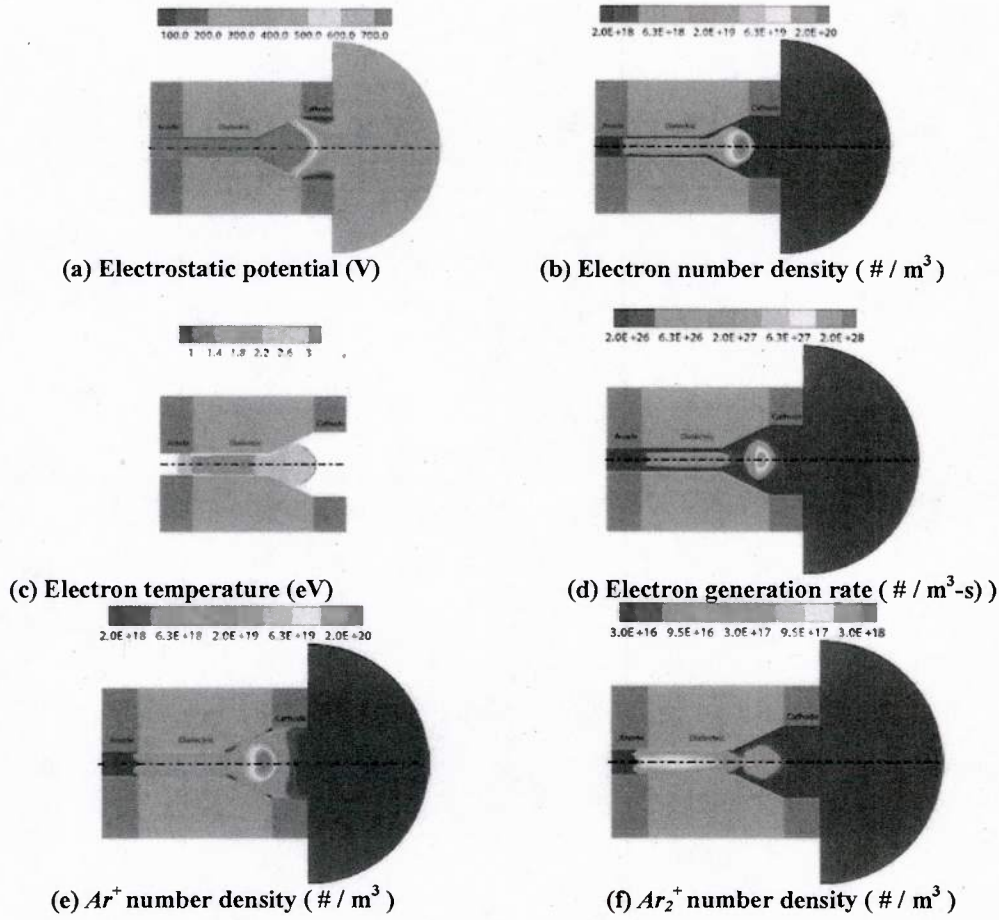 100.0 200.0 300.0 400.0 500.0 600.0 700.0
Cathode
Anode
Dielectric
(a) Electrostatic potential (V)
2.0E+18 6.3E+18 2.0E+19 6.3E+19 2.0E+20
Cathode
Anode
Dielectric
(b) Electron number density ( # / m³ )
1 1.4 1.8 2.2 2.6 3
Cathode
Anode
Dielectric
(c) Electron temperature (eV)
2.0E+26 6.3E+26 2.0E+27 6.3E+27 2.0E+28
Cathode
Anode
Dielectric
(d) Electron generation rate ( # / m³-s) )
2.0E+18 6.3E+18 2.0E+19 6.3E+19 2.0E+20
Cathode
Anode
Dielectric
(e) Ar⁺ number density ( # / m³ )
3.0E+16 9.5E+16 3.0E+17 9.5E+17 3.0E+18
Cathode
Anode
Dielectric
(f) Ar₂⁺ number density ( # / m³ )